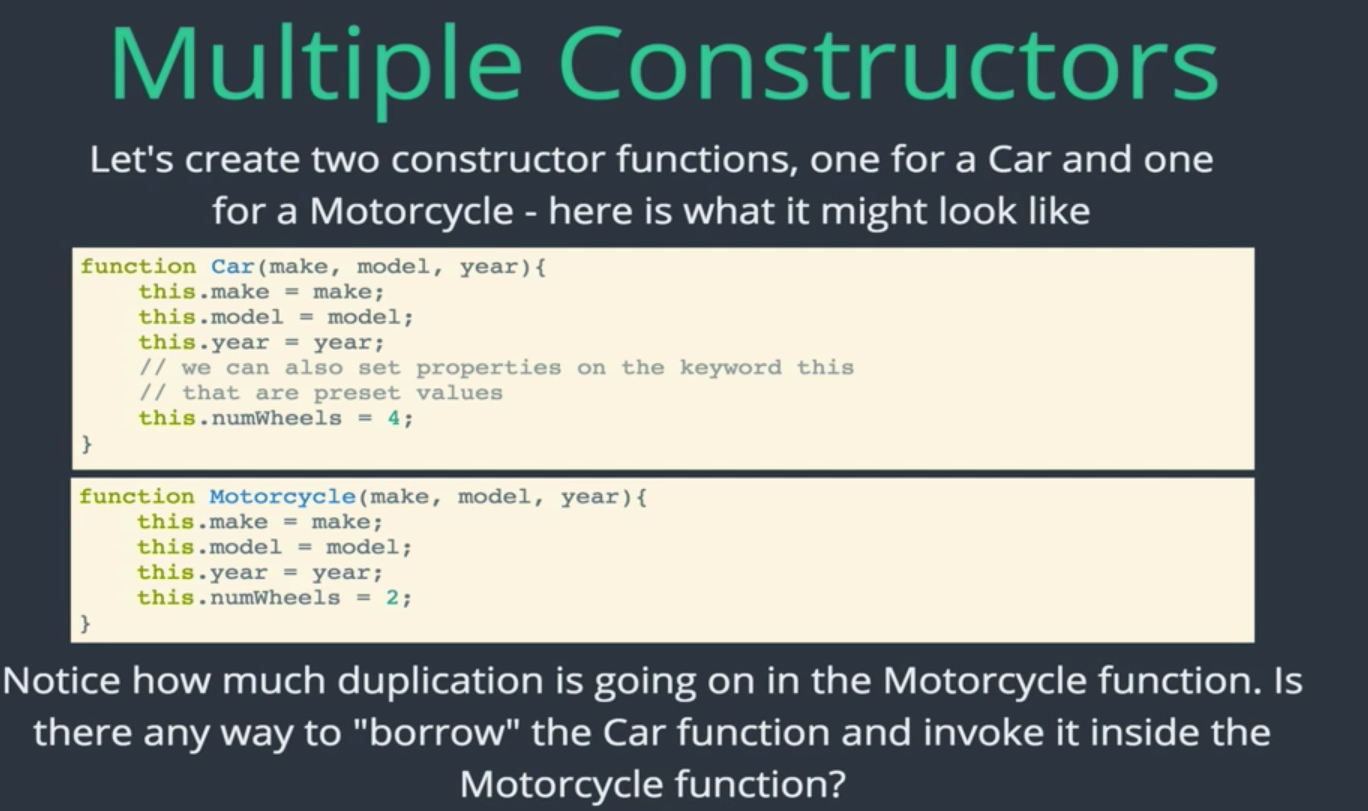 Multiple Constructors
Let's create two constructor functions, one for a Car and one
for a Motorcycle - here is what it might look like
function Car(make, model, year){
    this.make = make;
    this.model = model;
    this.year = year;
    // we can also set properties on the keyword this
    // that are preset values
    this.numWheels = 4;
}
function Motorcycle(make, model, year){
    this.make = make;
    this.model = model;
    this.year = year;
    this.numWheels = 2;
}
Notice how much duplication is going on in the Motorcycle function. Is
there any way to "borrow" the Car function and invoke it inside the
Motorcycle function?